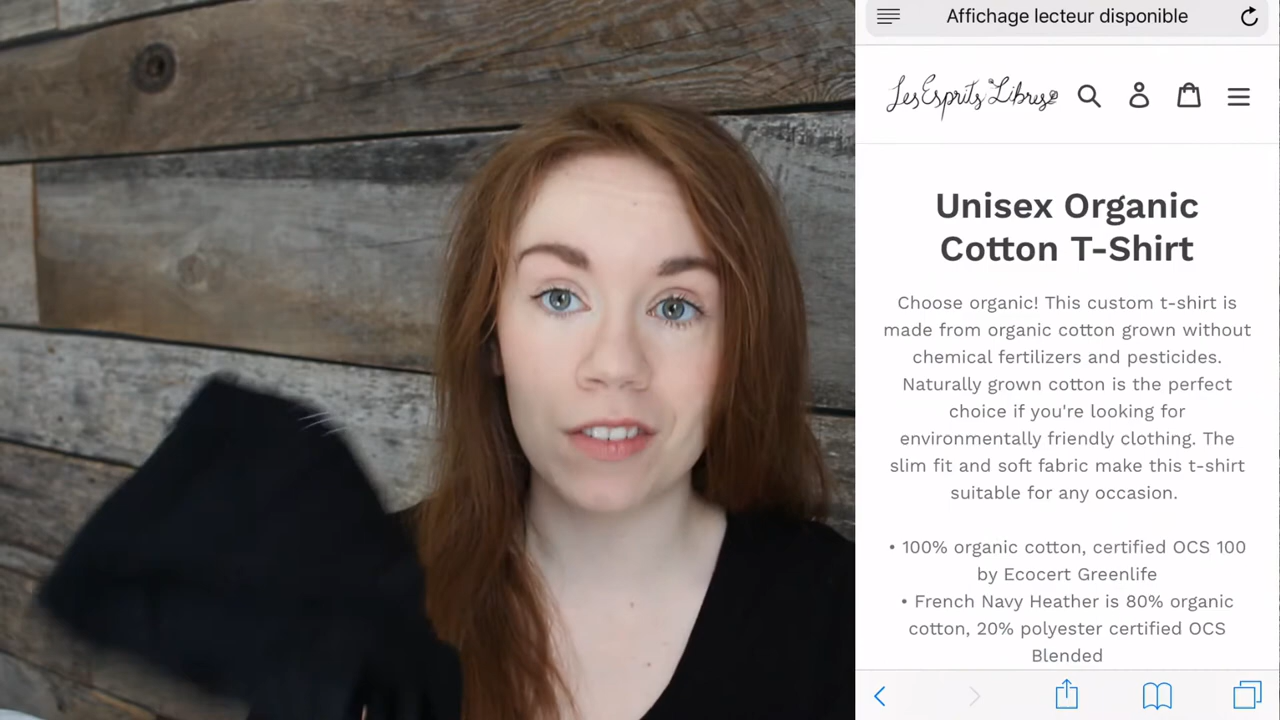 Affichage lecteur disponible
Les Esprits Libres
Unisex Organic
Cotton T-Shirt
Choose organic! This custom t-shirt is
made from organic cotton grown without
chemical fertilizers and pesticides.
Naturally grown cotton is the perfect
choice if you're looking for
environmentally friendly clothing. The
slim fit and soft fabric make this t-shirt
suitable for any occasion.
• 100% organic cotton, certified OCS 100
by Ecocert Greenlife
• French Navy Heather is 80% organic
cotton, 20% polyester certified OCS
Blended